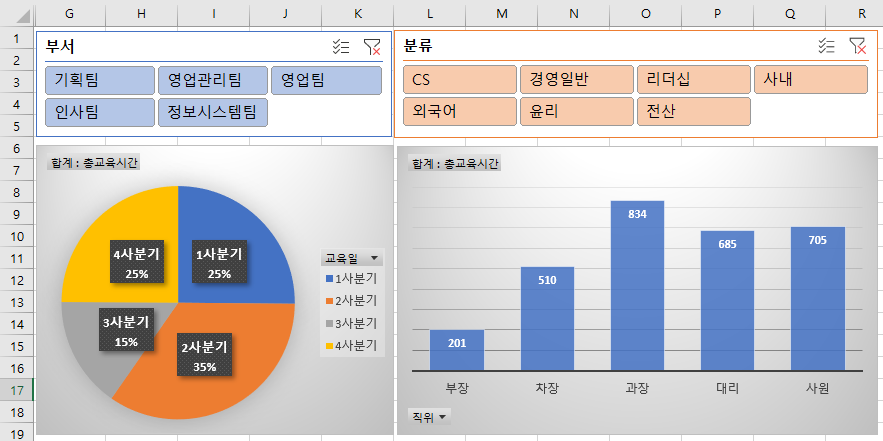 G H I J K L M N O P Q R
1
2
3
4
5
6
7
8
9
10
11
12
13
14
15
16
17
18
19
부서
기획팀 영업관리팀 영업팀
인사팀 정보시스템팀
분류
CS 경영일반 리더십 사내
외국어 윤리 전산
합계 : 총교육시간
4사분기
25%
1사분기
25%
3사분기
15%
2사분기
35%
교육일
1사분기
2사분기
3사분기
4사분기
합계 : 총교육시간
201 510 834 685 705
부장 차장 과장 대리 사원
직위